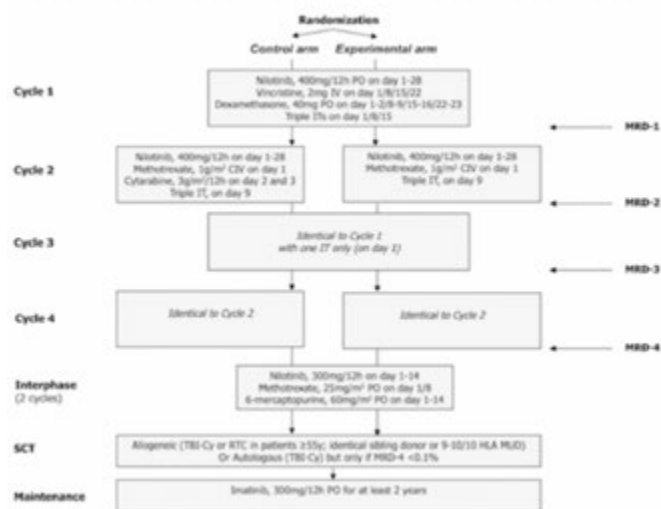 Randomization
Control arm Experimental arm
Cycle 1
Nilotinib, 400mg/12h PO on day 1-28
Vincristine, 2mg IV on day 1/8/15/22
Dexamethasone, 40mg PO on day 1-2/8-9/15-16/22-23
Triple ITs on day 1/8/15
MRD-1
Cycle 2
Nilotinib, 400mg/12h on day 1-28
Methotrexate, 1g/m² CIV on day 1
Cytarabine, 3g/m²/12h on day 2 and 3
Triple IT, on day 9
Nilotinib, 400mg/12h on day 1-28
Methotrexate, 1g/m² CIV on day 1
Triple IT, on day 9
MRD-2
Cycle 3
Identical to Cycle 1
with one IT only (on day 1)
MRD-3
Cycle 4
Identical to Cycle 2
Identical to Cycle 2
MRD-4
Interphase
(2 cycles)
Nilotinib, 300mg/12h on day 1-14
Methotrexate, 25mg/m² PO on day 1/8
6-mercaptopurine, 60mg/m² PO on day 1-14
SCT
Allogeneic (TBI-Cy or RTC in patients ≥55y; identical sibling donor or 9-10/10 HLA MUD)
Or Autologous (TBI-Cy) but only if MRD-4 <0.1%
Maintenance
Imatinib, 300mg/12h PO for at least 2 years